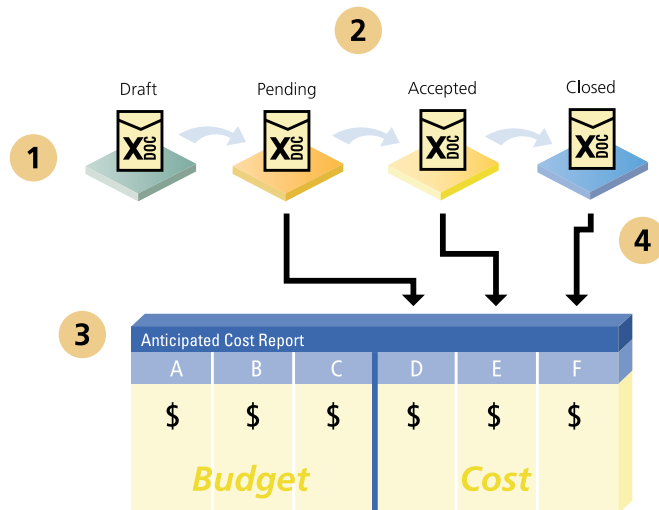 2
Draft Pending Accepted Closed
X DOC X DOC X DOC X DOC
1
4
3
Anticipated Cost Report
A B C D E F
$ $ $ $ $ $
Budget Cost